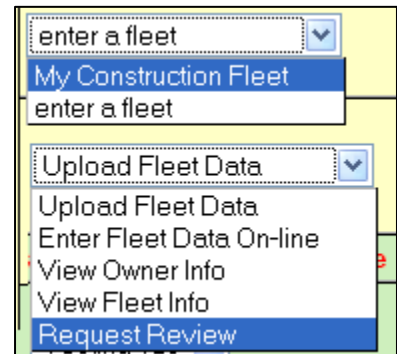 enter a fleet
My Construction Fleet
enter a fleet
Upload Fleet Data
Upload Fleet Data
Enter Fleet Data On-line
View Owner Info
View Fleet Info
Request Review